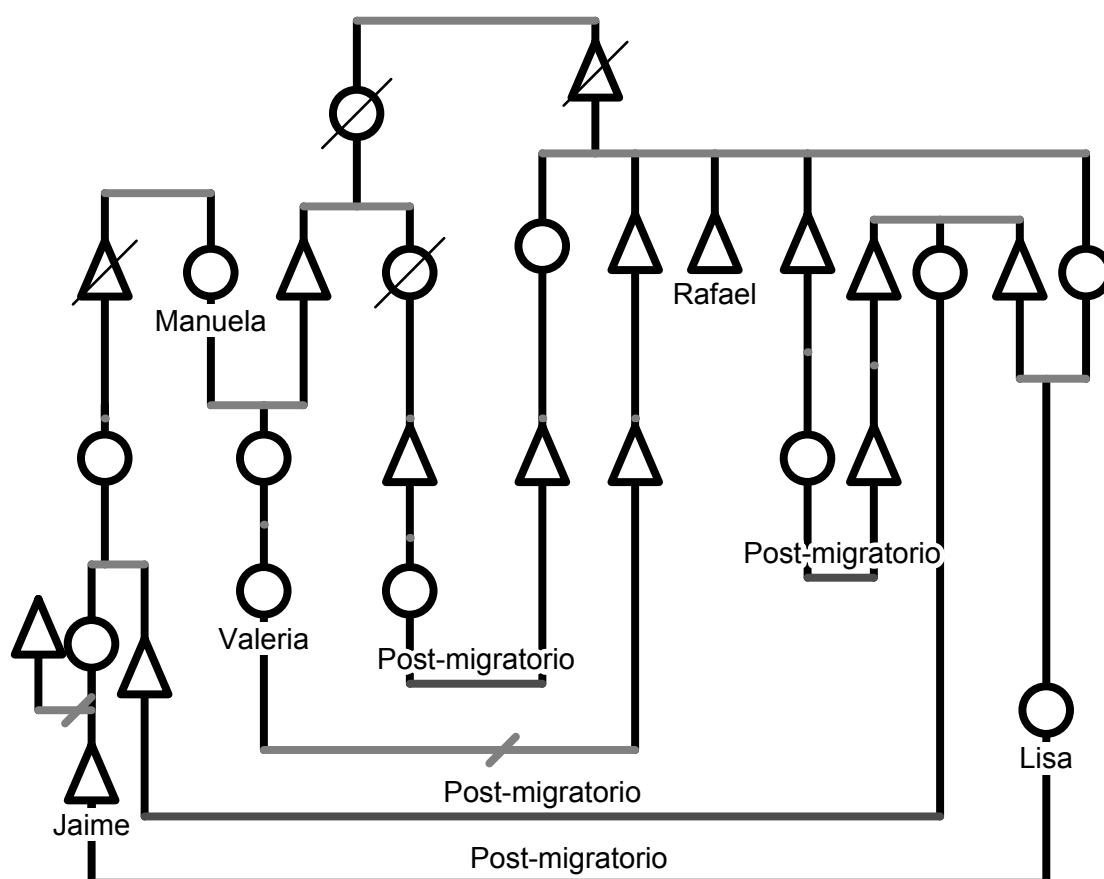 Rafael
Manuela
Post-migratorio
Valeria
Post-migratorio
Lisa
Post-migratorio
Jaime
Post-migratorio